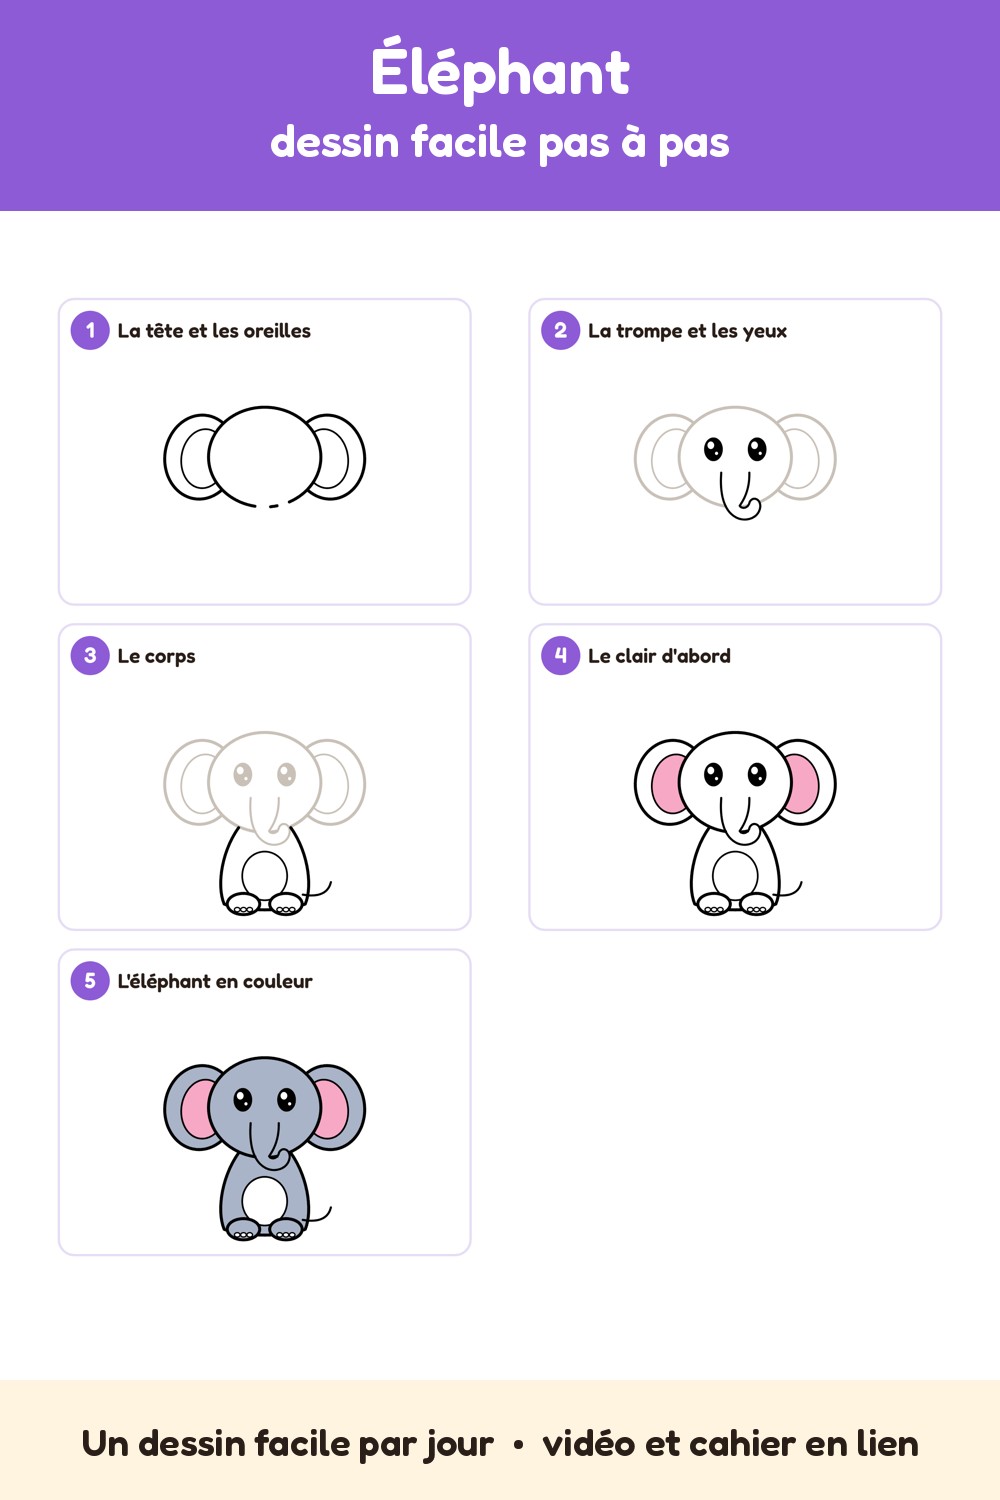 Éléphant
dessin facile pas à pas
1 La tête et les oreilles
2 La trompe et les yeux
3 Le corps
4 Le clair d'abord
5 L'éléphant en couleur
Un dessin facile par jour • vidéo et cahier en lien